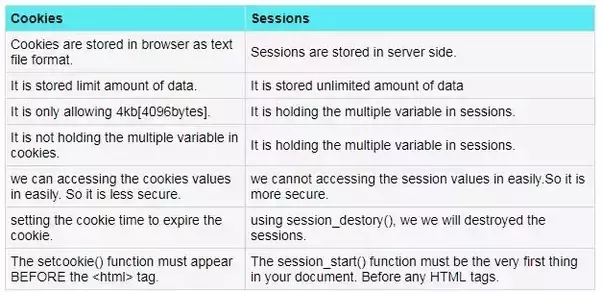 Cookies Sessions
Cookies are stored in browser as text
file format.
Sessions are stored in server side.
It is stored limit amount of data.
It is stored unlimited amount of data
It is only allowing 4kb[4096bytes].
It is holding the multiple variable in sessions.
It is not holding the multiple variable in
cookies.
It is holding the multiple variable in sessions.
we can accessing the cookies values
in easily. So it is less secure.
we cannot accessing the session values in easily.So it is
more secure.
setting the cookie time to expire the
cookie.
using session_destory(), we we will destroyed the
sessions.
The setcookie() function must appear
BEFORE the <html> tag.
The session_start() function must be the very first thing
in your document. Before any HTML tags.